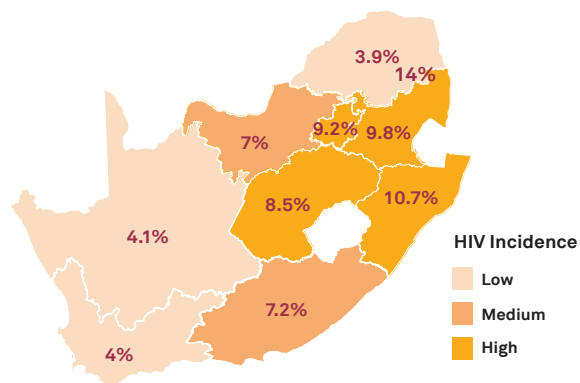 3.9%
14%
9.2%
9.8%
7%
8.5%
10.7%
4.1%
7.2%
4%
HIV Incidence
Low
Medium
High